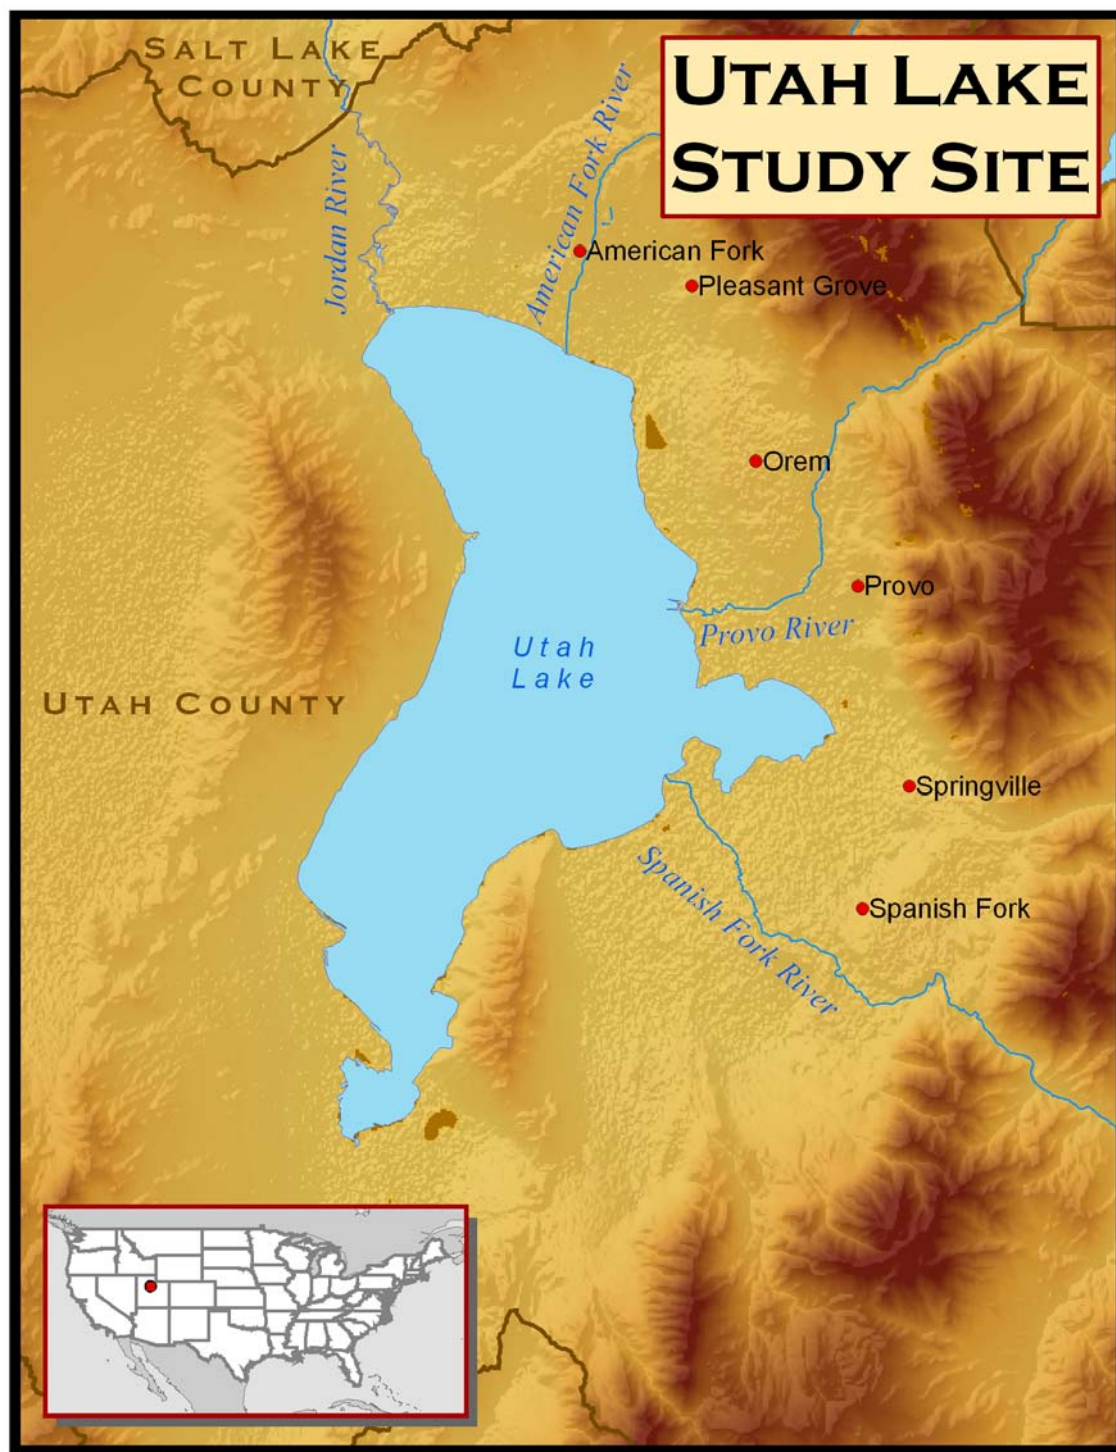 SALT LAKE
COUNTY
UTAH LAKE
STUDY SITE
Jordan River
American Fork River
American Fork
Pleasant Grove
Orem
Provo
Provo River
Utah
Lake
UTAH COUNTY
Springville
Spanish Fork River
Spanish Fork